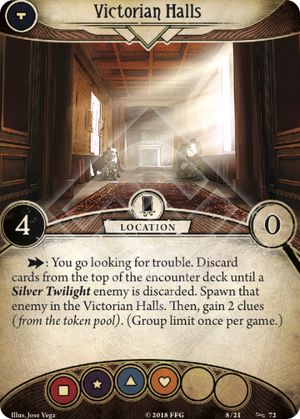 Victorian Halls
4
LOCATION
0
: You go looking for trouble. Discard
cards from the top of the encounter deck until a
Silver Twilight enemy is discarded. Spawn that
enemy in the Victorian Halls. Then, gain 2 clues
(from the token pool). (Group limit once per game.)
Illus. Jose Vega
© 2018 FFG
8/21
72